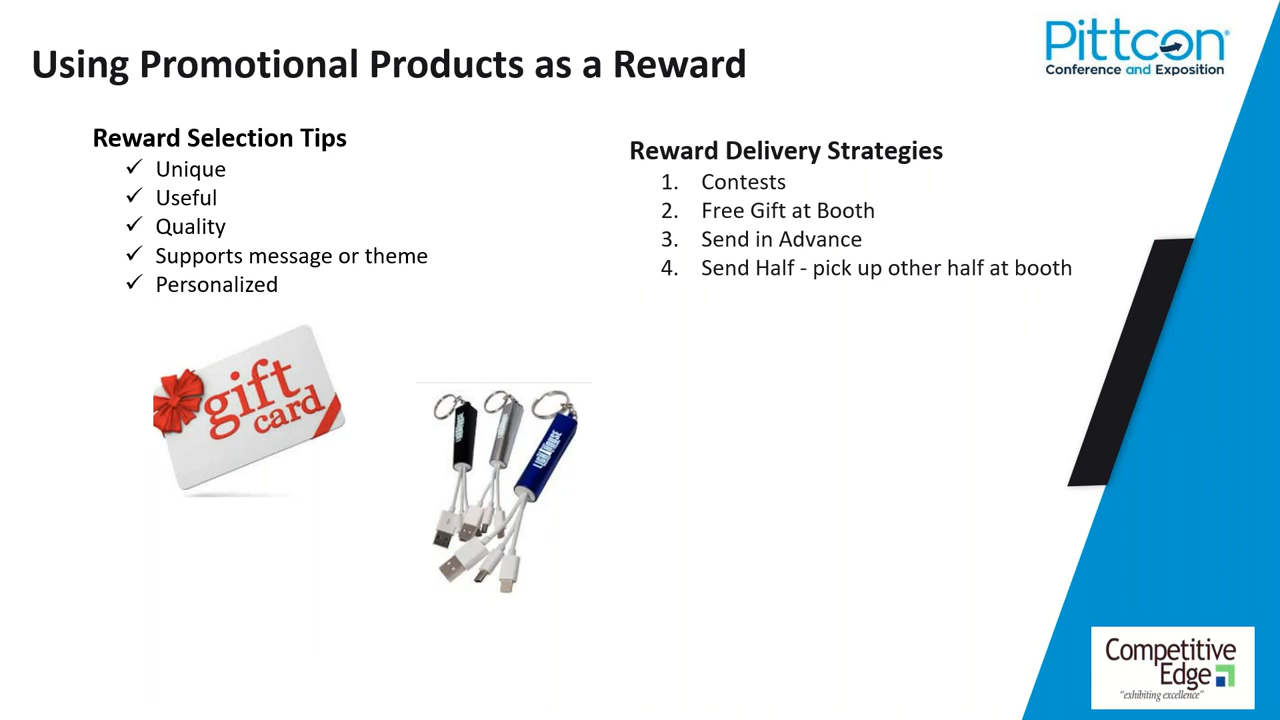 Using Promotional Products as a Reward
Pittcon®
Conference and Exposition
Reward Selection Tips
✓ Unique
✓ Useful
✓ Quality
✓ Supports message or theme
✓ Personalized
Reward Delivery Strategies
1. Contests
2. Free Gift at Booth
3. Send in Advance
4. Send Half - pick up other half at booth
gift
card
LIGHTHOUSE
Competitive
Edge
"exhibiting excellence"